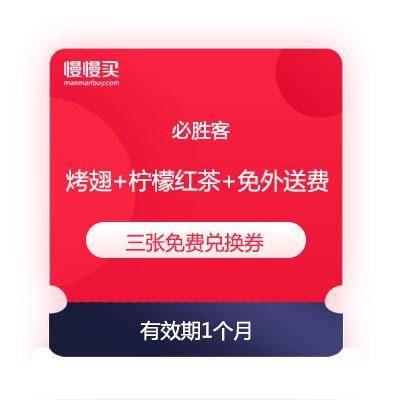 慢慢买
manmanbuy.com
必胜客
烤翅+柠檬红茶+免外送费
三张免费兑换券
有效期1个月